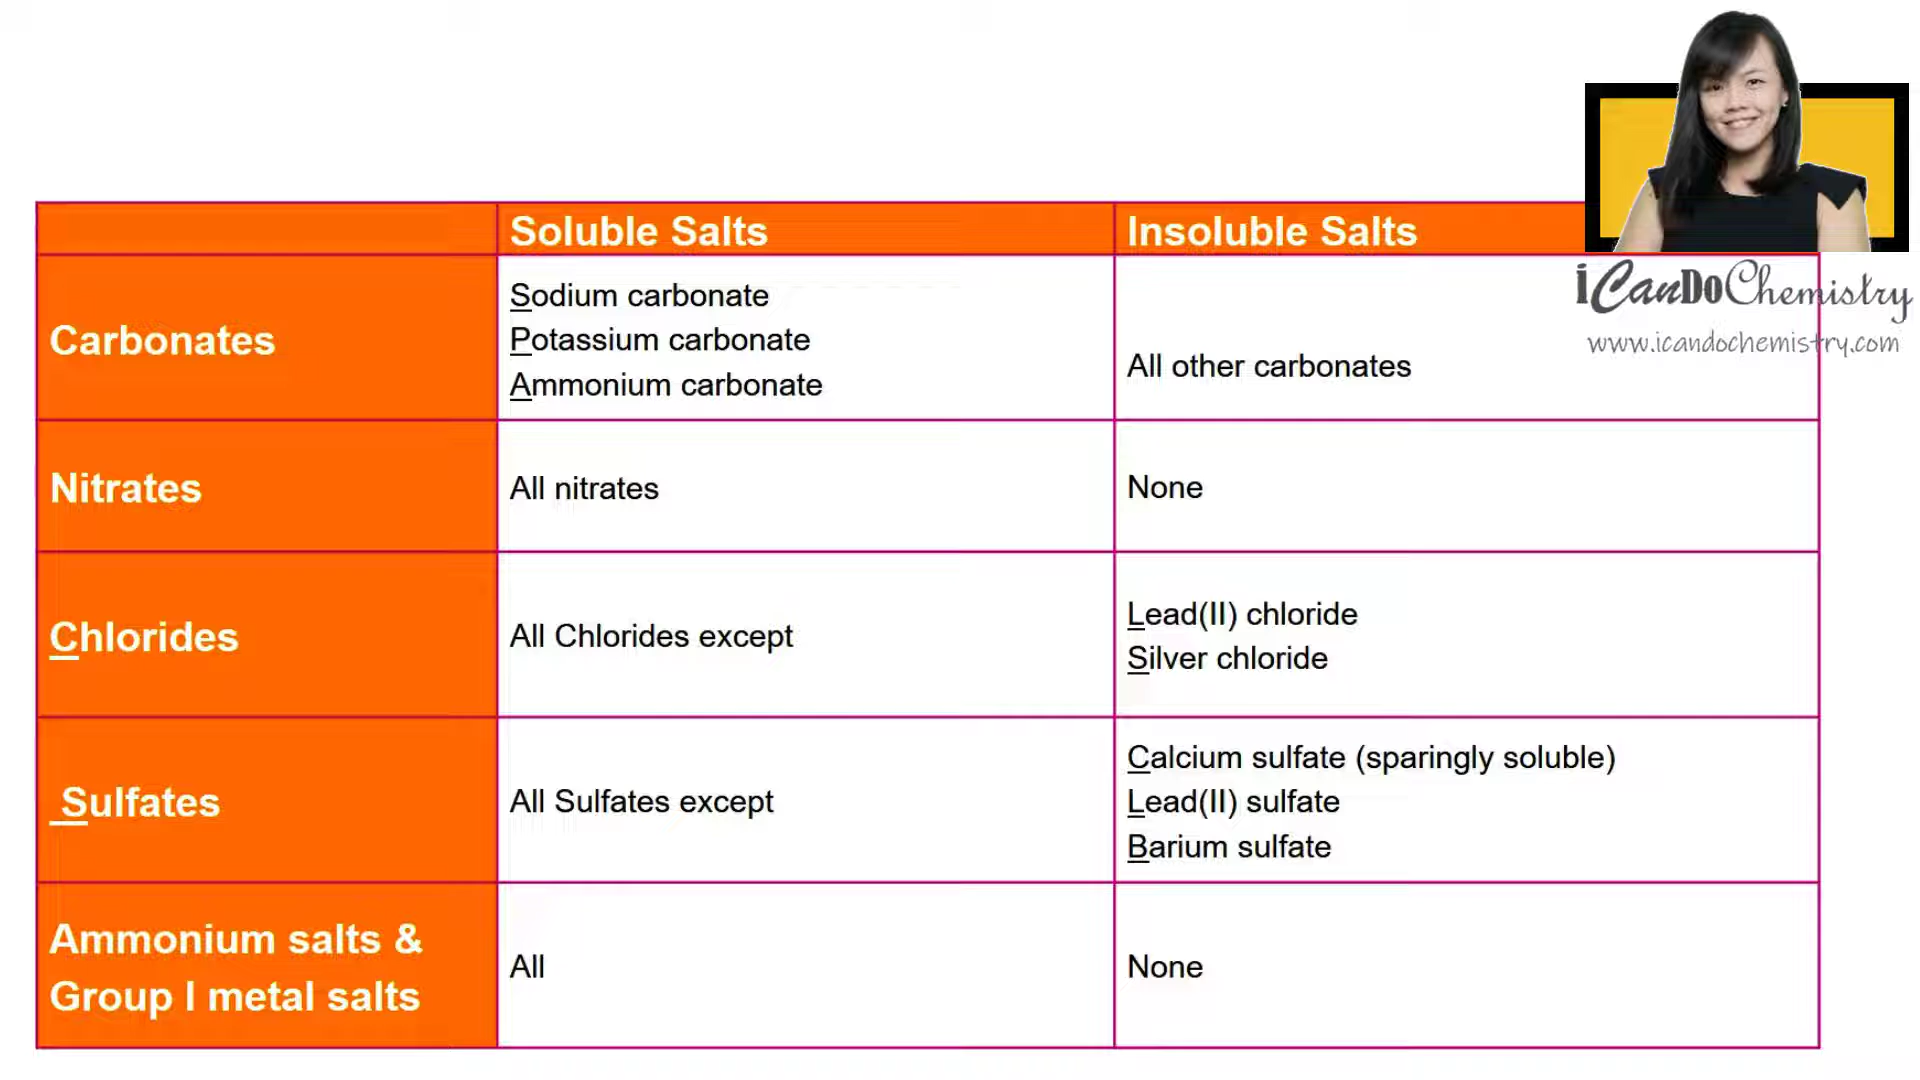 Soluble Salts
Insoluble Salts
iCanDoChemistry
www.icandochemistry.com
Carbonates
Sodium carbonate
Potassium carbonate
Ammonium carbonate
All other carbonates
Nitrates
All nitrates
None
Chlorides
All Chlorides except
Lead(II) chloride
Silver chloride
Sulfates
All Sulfates except
Calcium sulfate (sparingly soluble)
Lead(II) sulfate
Barium sulfate
Ammonium salts &
Group I metal salts
All
None